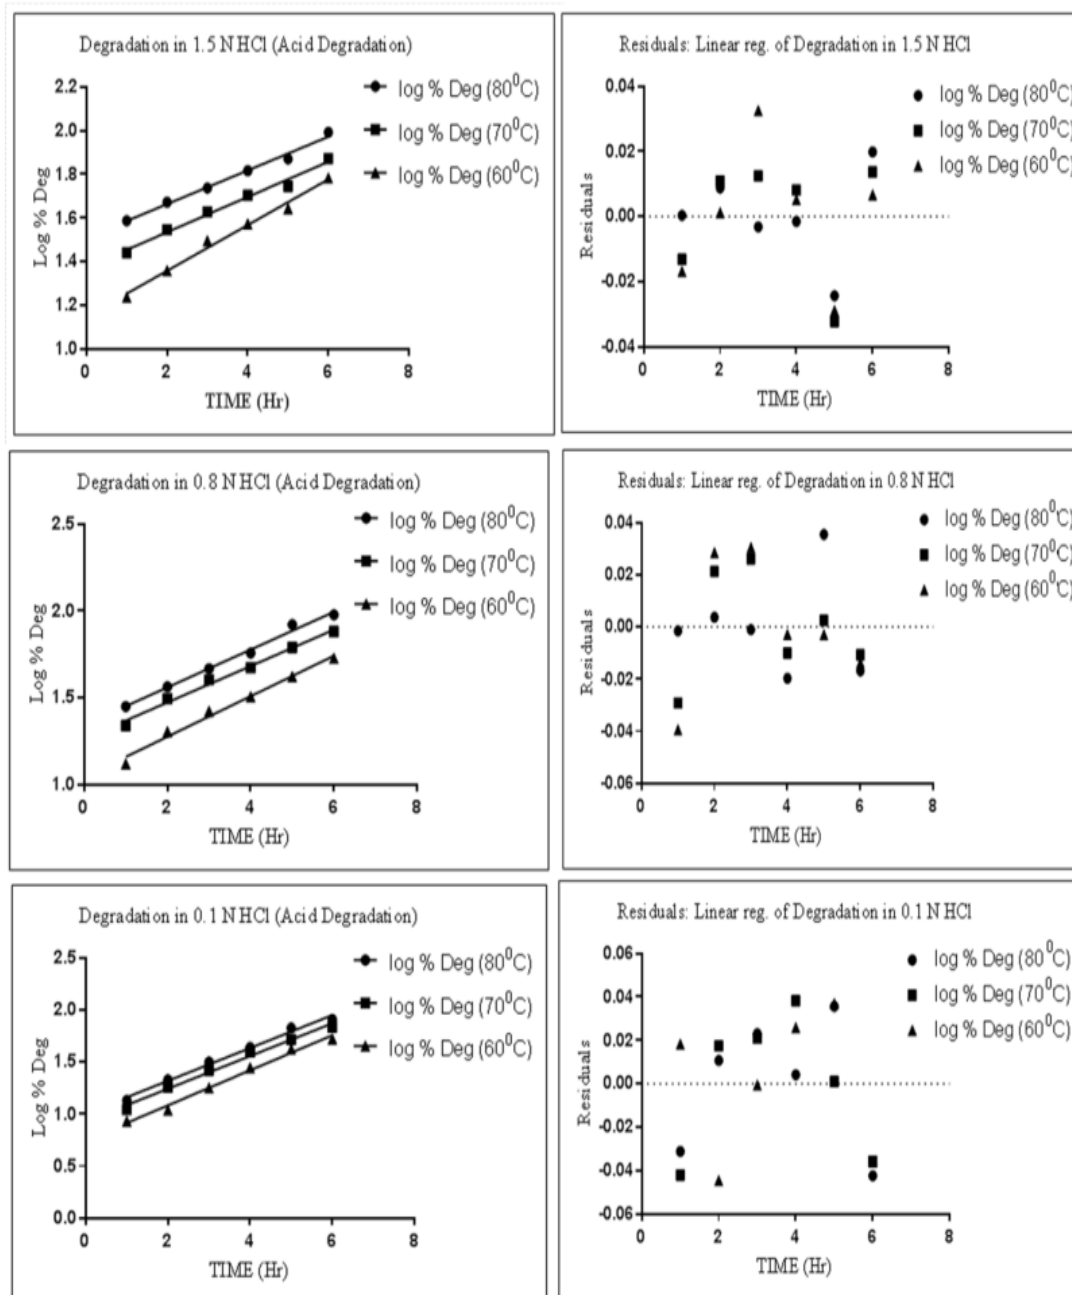 Degradation in 1.5 N HCl (Acid Degradation)
log % Deg (80⁰C)
log % Deg (70⁰C)
log % Deg (60⁰C)
Log % Deg
2.2
2.0
1.8
1.6
1.4
1.2
1.0
0 2 4 6 8
TIME (Hr)
Residuals: Linear reg. of Degradation in 1.5 N HCl
log % Deg (80⁰C)
log % Deg (70⁰C)
log % Deg (60⁰C)
Residuals
0.04
0.02
0.00
-0.02
-0.04
0 2 4 6 8
TIME (Hr)
Degradation in 0.8 N HCl (Acid Degradation)
log % Deg (80⁰C)
log % Deg (70⁰C)
log % Deg (60⁰C)
Log % Deg
2.5
2.0
1.5
1.0
0 2 4 6 8
TIME (Hr)
Residuals: Linear reg. of Degradation in 0.8 N HCl
log % Deg (80⁰C)
log % Deg (70⁰C)
log % Deg (60⁰C)
Residuals
0.04
0.02
0.00
-0.02
-0.04
-0.06
0 2 4 6 8
TIME (Hr)
Degradation in 0.1 N HCl (Acid Degradation)
log % Deg (80⁰C)
log % Deg (70⁰C)
log % Deg (60⁰C)
Log % Deg
2.5
2.0
1.5
1.0
0.5
0.0
0 2 4 6 8
TIME (Hr)
Residuals: Linear reg. of Degradation in 0.1 N HCl
log % Deg (80⁰C)
log % Deg (70⁰C)
log % Deg (60⁰C)
Residuals
0.06
0.04
0.02
0.00
-0.02
-0.04
-0.06
0 2 4 6 8
TIME (Hr)